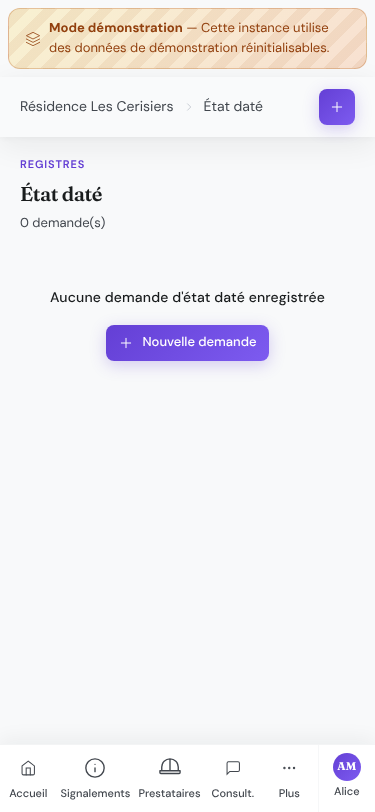 Mode démonstration — Cette instance utilise
des données de démonstration réinitialisables.
Résidence Les Cerisiers
État daté
REGISTRES
État daté
0 demande(s)
Aucune demande d'état daté enregistrée
Nouvelle demande
AM
Accueil
Signalements
Prestataires
Consult.
Plus
Alice